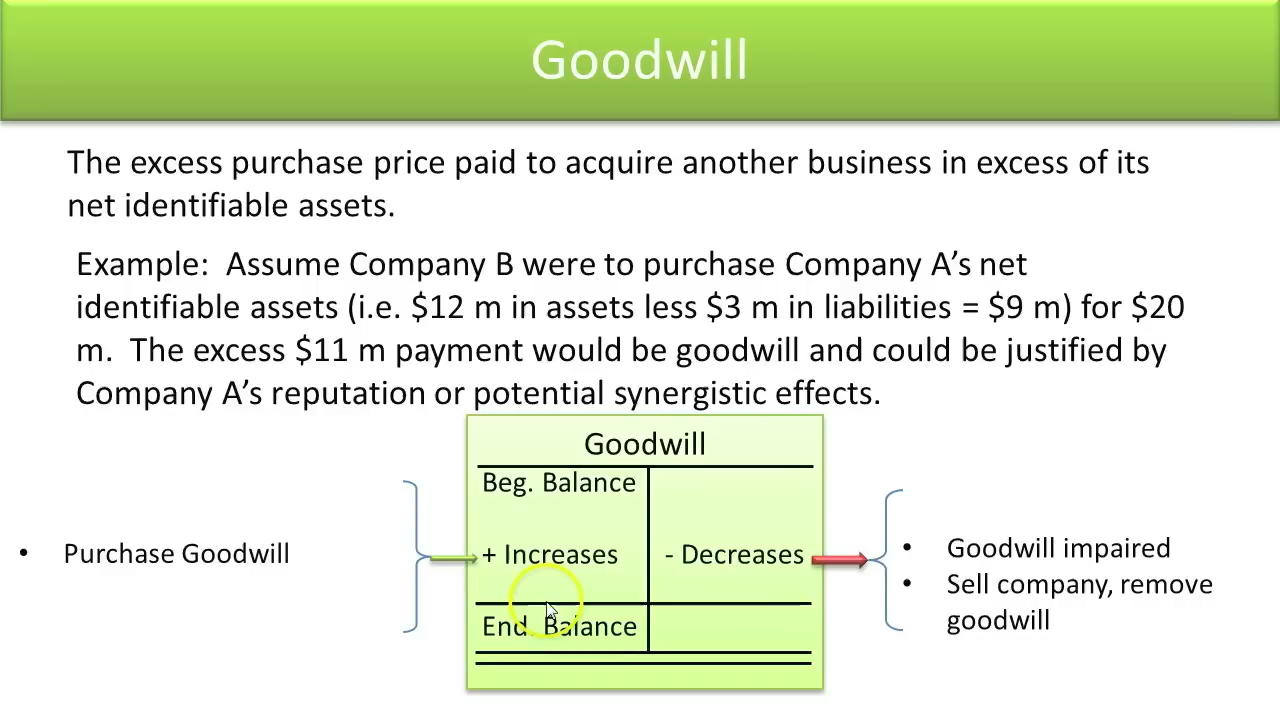 Goodwill
The excess purchase price paid to acquire another business in excess of its
net identifiable assets.
Example:  Assume Company B were to purchase Company A’s net
identifiable assets (i.e. $12 m in assets less $3 m in liabilities = $9 m) for $20
m.  The excess $11 m payment would be goodwill and could be justified by
Company A’s reputation or potential synergistic effects.
Goodwill
Beg. Balance
• Purchase Goodwill
+ Increases
- Decreases
End. Balance
• Goodwill impaired
• Sell company, remove
goodwill